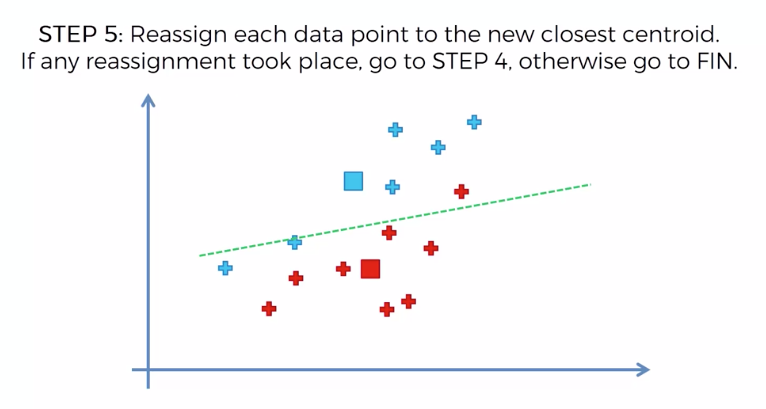 STEP 5: Reassign each data point to the new closest centroid.
If any reassignment took place, go to STEP 4, otherwise go to FIN.